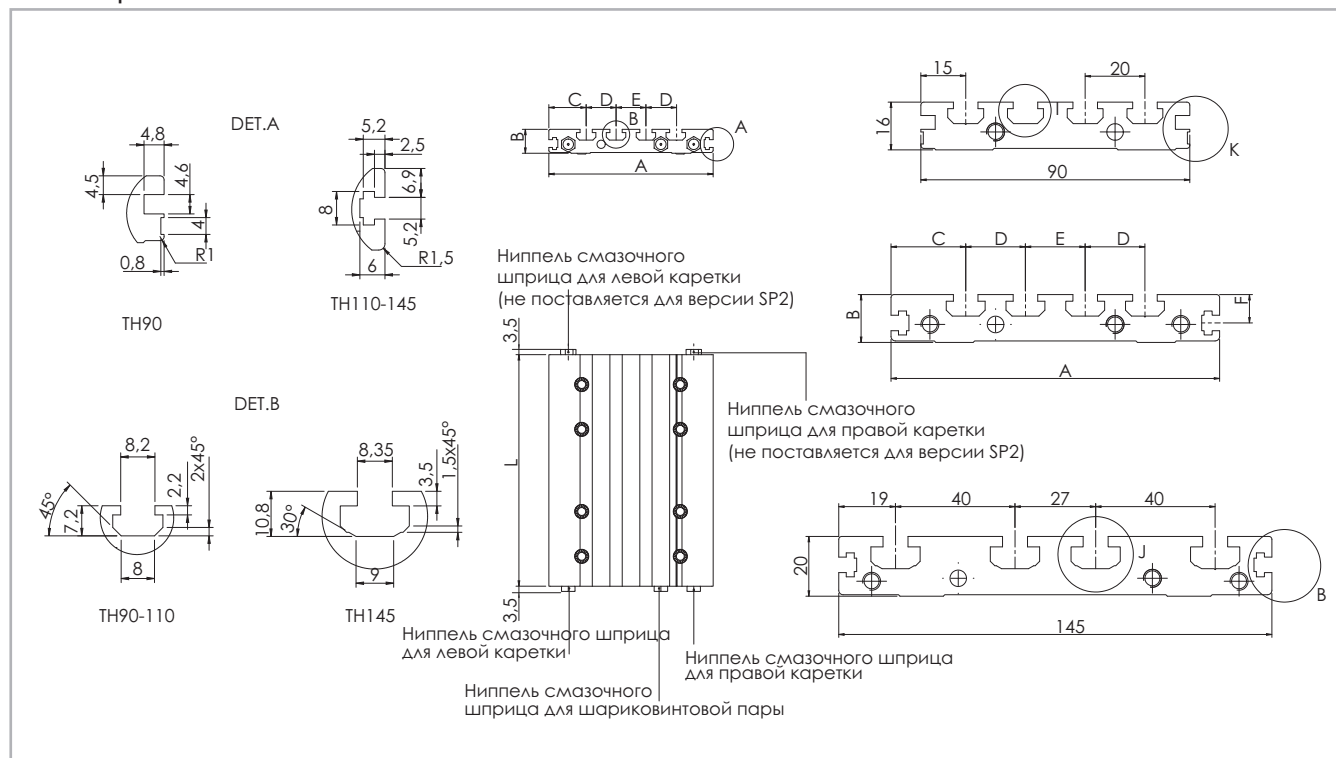 DET.A
4,8
4,5
4,6
4
0,8
R1
TH90
5,2
2,5
6,9
8
5,2
6
R1,5
TH110-145
DET.B
8,2
2,2
2x45°
45°
7,2
8
TH90-110
8,35
3,5
1,5x45°
10,8
30°
9
TH145
C
D
E
D
B
B
A
A
Ниппель смазочного
шприца для левой каретки
(не поставляется для версии SP2)
3,5
L
3,5
Ниппель смазочного
шприца для правой каретки
(не поставляется для версии SP2)
Ниппель смазочного шприца
для левой каретки
Ниппель смазочного шприца
для правой каретки
Ниппель смазочного
шприца для шариковинтовой пары
15
20
16
I
K
90
C
D
E
D
B
F
A
19
40
27
40
20
J
B
145